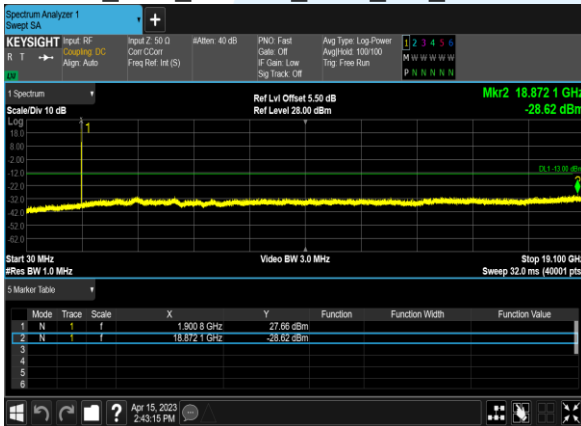 Spectrum Analyzer 1
Swept SA
+
KEYSIGHT Input: RF Input Z: 50 Ω #Atten: 40 dB PNO: Fast Avg Type: Log-Power 1 2 3 4 5 6
R T Coupling: DC Corr CCorr Gate: Off Avg|Hold: 100/100 M W W W W W
Align: Auto Freq Ref: Int (S) IF Gain: Low Trig: Free Run
Sig Track: Off P N N N N N
1 Spectrum
Ref Lvl Offset 5.50 dB Mkr2 18.872 1 GHz
Scale/Div 10 dB Ref Level 28.00 dBm -28.62 dBm
Log
1
18.0
8.00
-2.00
DL1 -13.00 dBm
-12.0
-22.0
-32.0
-42.0
-52.0
-62.0
Start 30 MHz Video BW 3.0 MHz Stop 19.100 GHz
#Res BW 1.0 MHz Sweep 32.0 ms (40001 pts)
5 Marker Table
Mode Trace Scale X Y Function Function Width Function Value
1 N 1 f 1.900 8 GHz 27.66 dBm
2 N 1 f 18.872 1 GHz -28.62 dBm
3
4
5
6
? Apr 15, 2023
2:43:15 PM